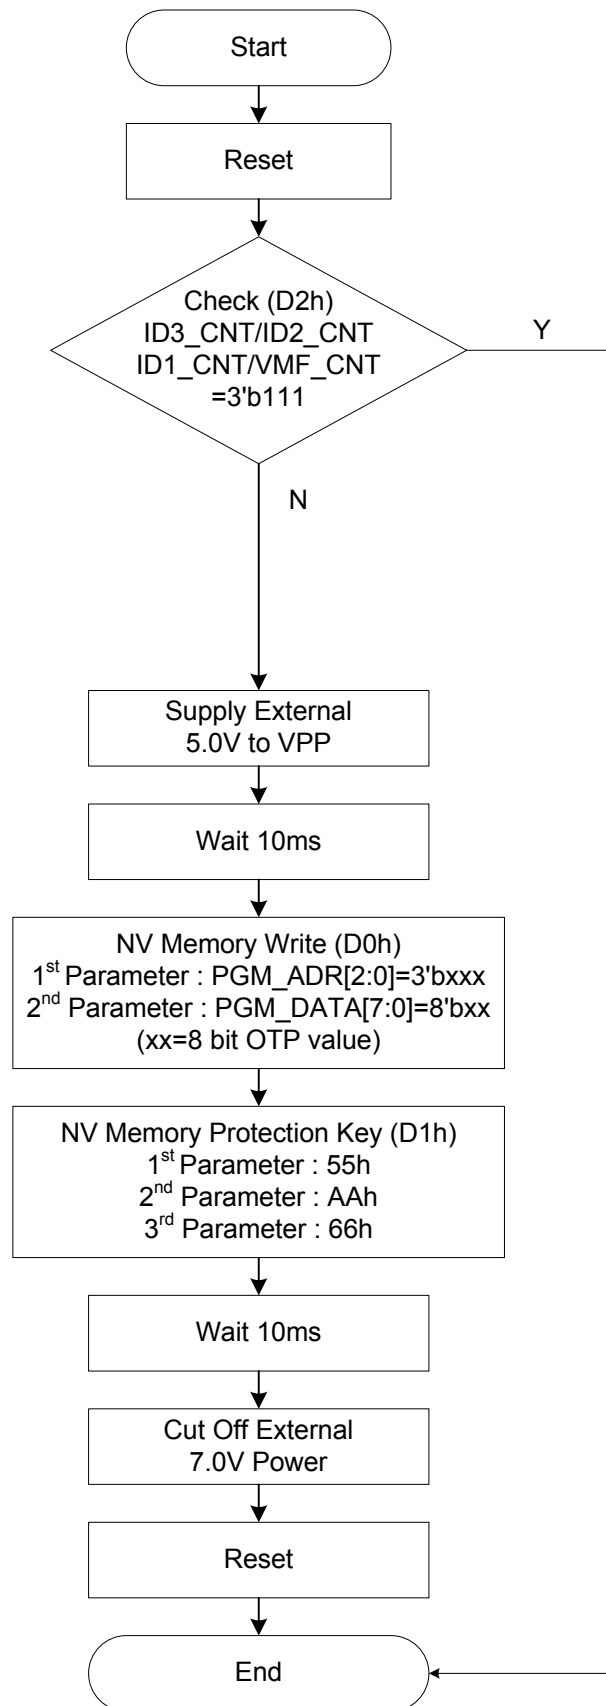 Start
Reset
Check (D2h)
ID3_CNT/ID2_CNT
ID1_CNT/VMF_CNT
=3'b111
Y
N
Supply External
5.0V to VPP
Wait 10ms
NV Memory Write (D0h)
1st Parameter : PGM_ADR[2:0]=3'bxxx
2nd Parameter : PGM_DATA[7:0]=8'bxx
(xx=8 bit OTP value)
NV Memory Protection Key (D1h)
1st Parameter : 55h
2nd Parameter : AAh
3rd Parameter : 66h
Wait 10ms
Cut Off External
7.0V Power
Reset
End